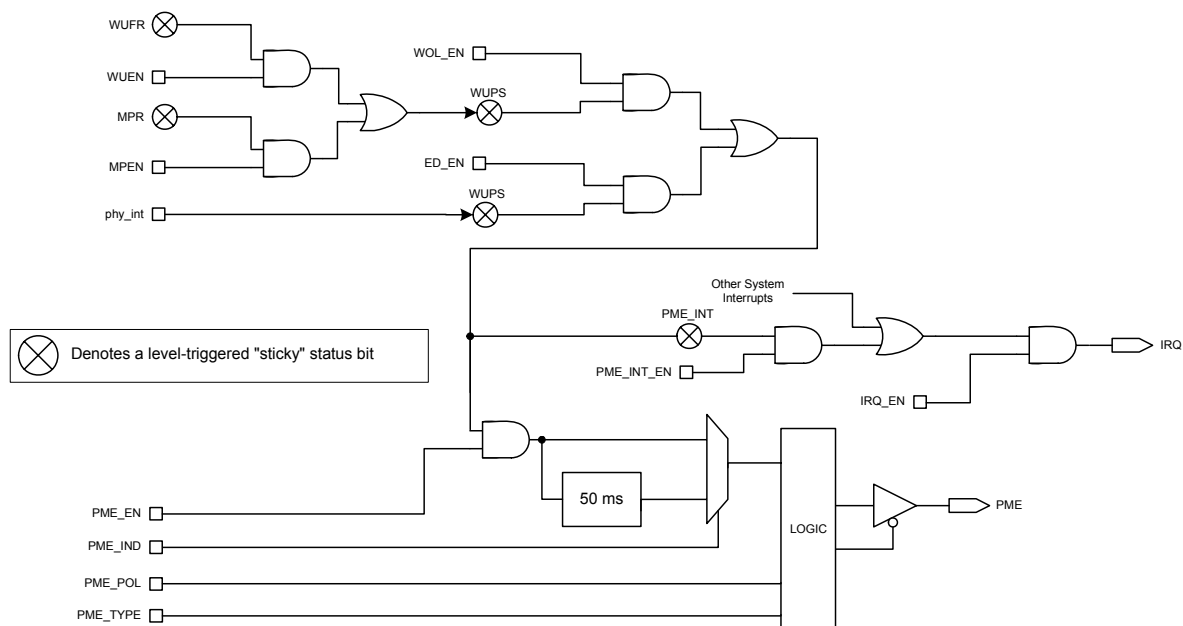 WUFR
WUEN
MPR
MPEN
phy_int
WOL_EN
WUPS
ED_EN
WUPS
Other System
Interrupts
PME_INT
PME_INT_EN
IRQ
IRQ_EN
Denotes a level-triggered "sticky" status bit
50 ms
LOGIC
PME
PME_EN
PME_IND
PME_POL
PME_TYPE